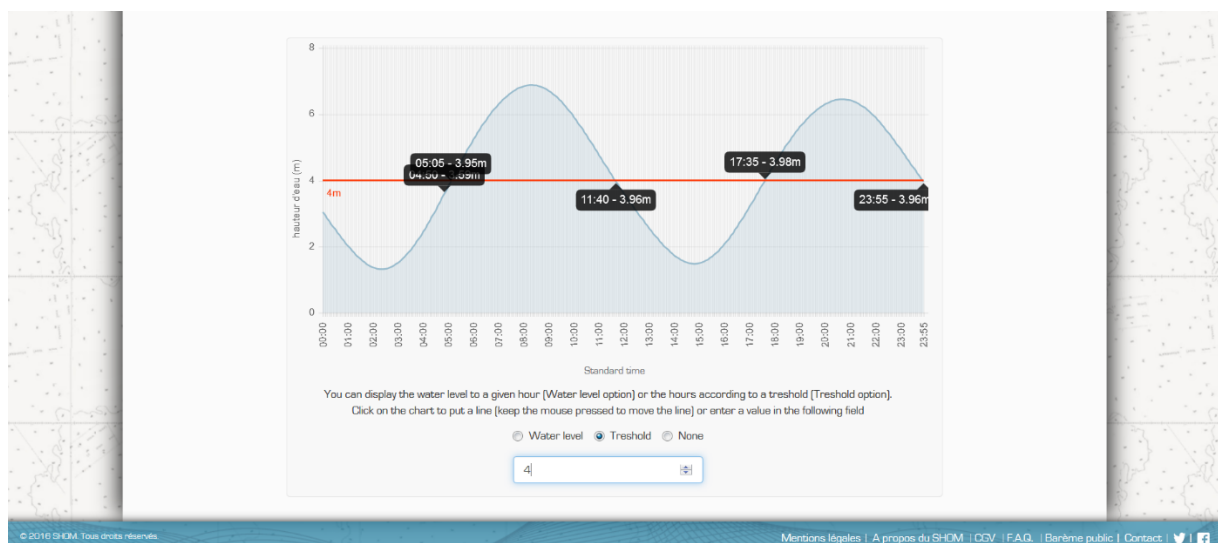 8
6
4
2
0
hauteur d'eau (m)
4m
05:05 - 3.95m
04:50 - 3.59m
11:40 - 3.96m
17:35 - 3.98m
23:55 - 3.96m
00:00
01:00
02:00
03:00
04:00
05:00
06:00
07:00
08:00
09:00
10:00
11:00
12:00
13:00
14:00
15:00
16:00
17:00
18:00
19:00
20:00
21:00
22:00
23:00
23:55
Standard time
You can display the water level to a given hour (Water level option) or the hours according to a treshold (Treshold option).
Click on the chart to put a line (keep the mouse pressed to move the line) or enter a value in the following field
Water level Treshold None
4
© 2016 SHOM. Tous droits réservés. Mentions légales | A propos du SHOM | CGV | F.A.Q. | Barème public | Contact | |